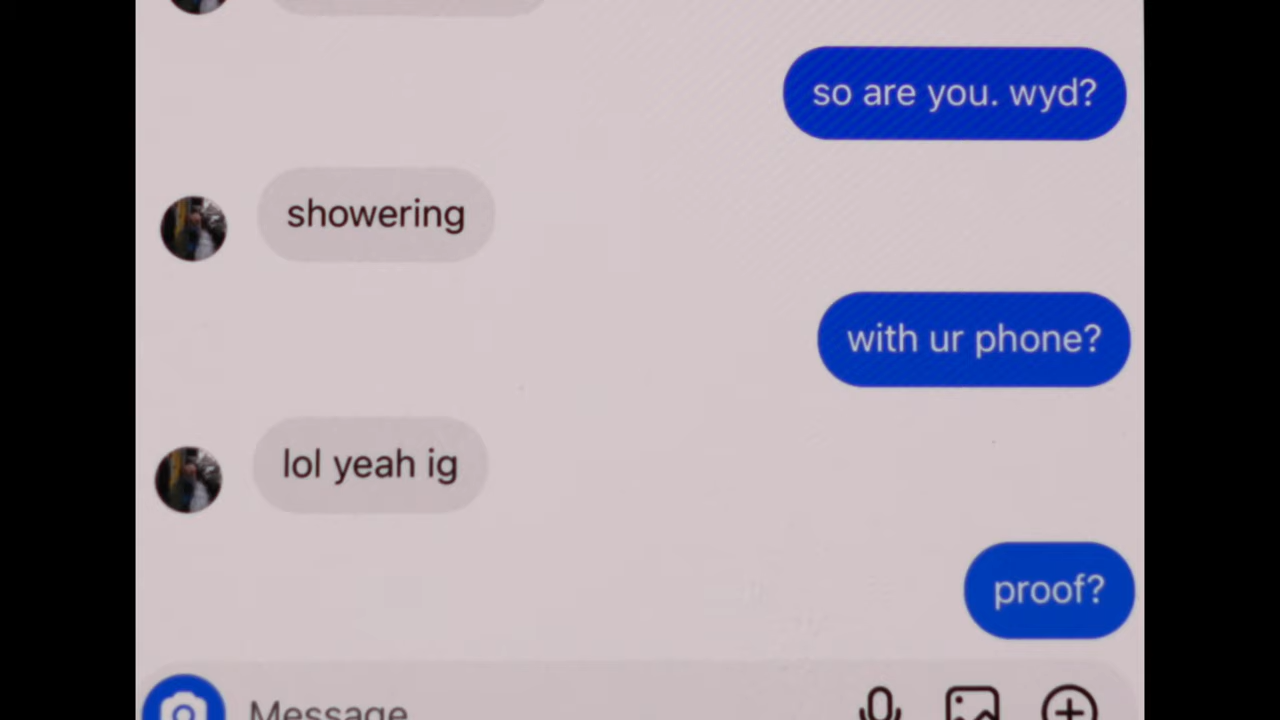 so are you. wyd?
showering
with ur phone?
lol yeah ig
proof?
Message